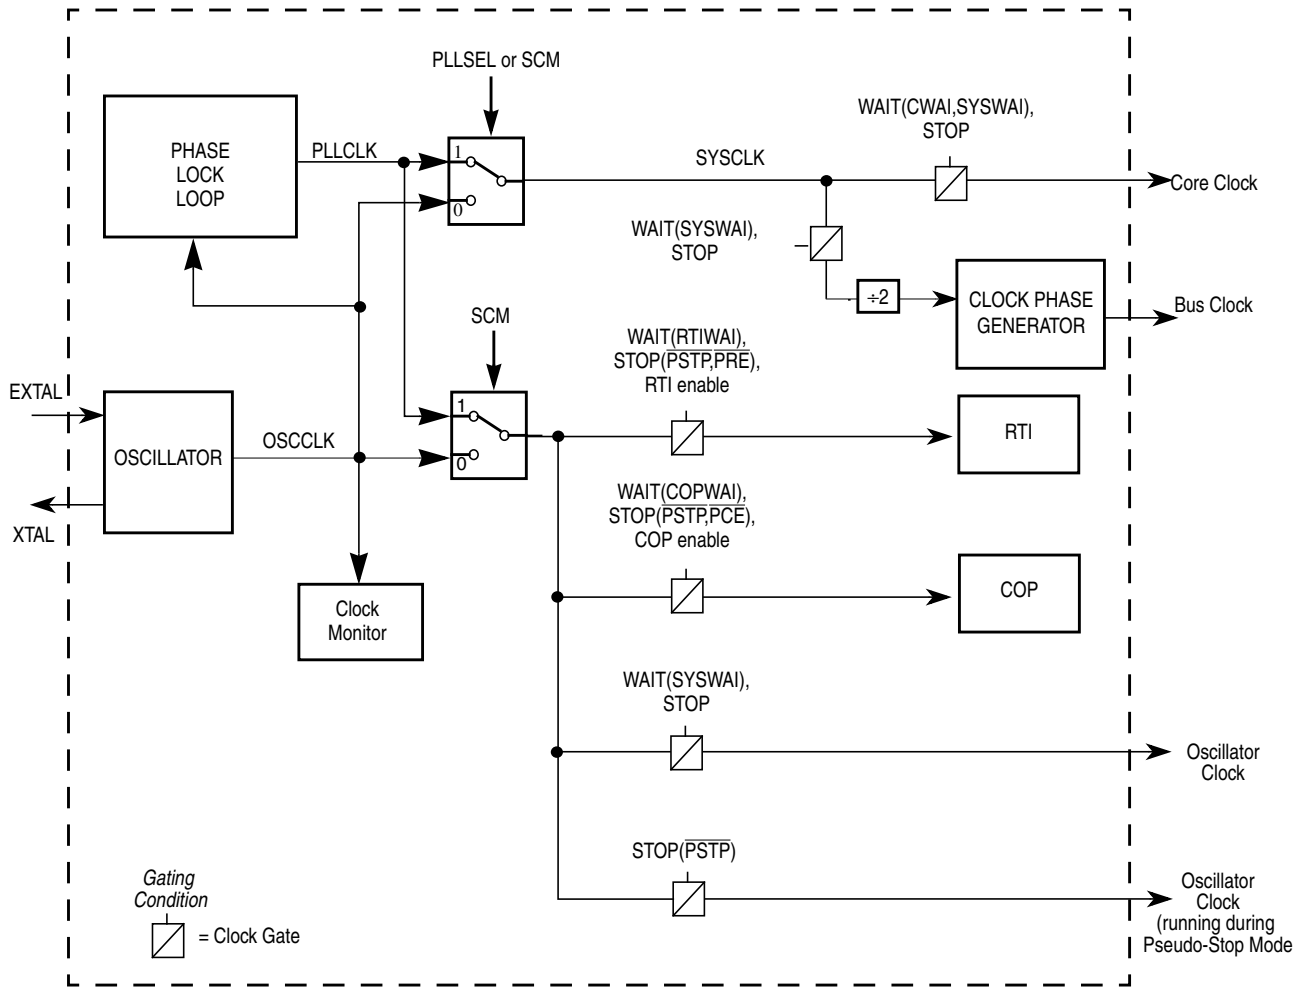 PLLSEL or SCM
WAIT(CWAI,SYSWAI),
STOP
PHASE
LOCK
LOOP
PLLCLK
1
0
SYSCLK
Core Clock
WAIT(SYSWAI),
STOP
÷2
CLOCK PHASE
GENERATOR
Bus Clock
SCM
WAIT(RTIWAI),
STOP(PSTP,PRE),
RTI enable
EXTAL
OSCILLATOR
OSCCLK
1
0
RTI
XTAL
WAIT(COPWAI),
STOP(PSTP,PCE),
COP enable
COP
Clock
Monitor
WAIT(SYSWAI),
STOP
Oscillator
Clock
STOP(PSTP)
Gating
Condition
= Clock Gate
Oscillator
Clock
(running during
Pseudo-Stop Mode